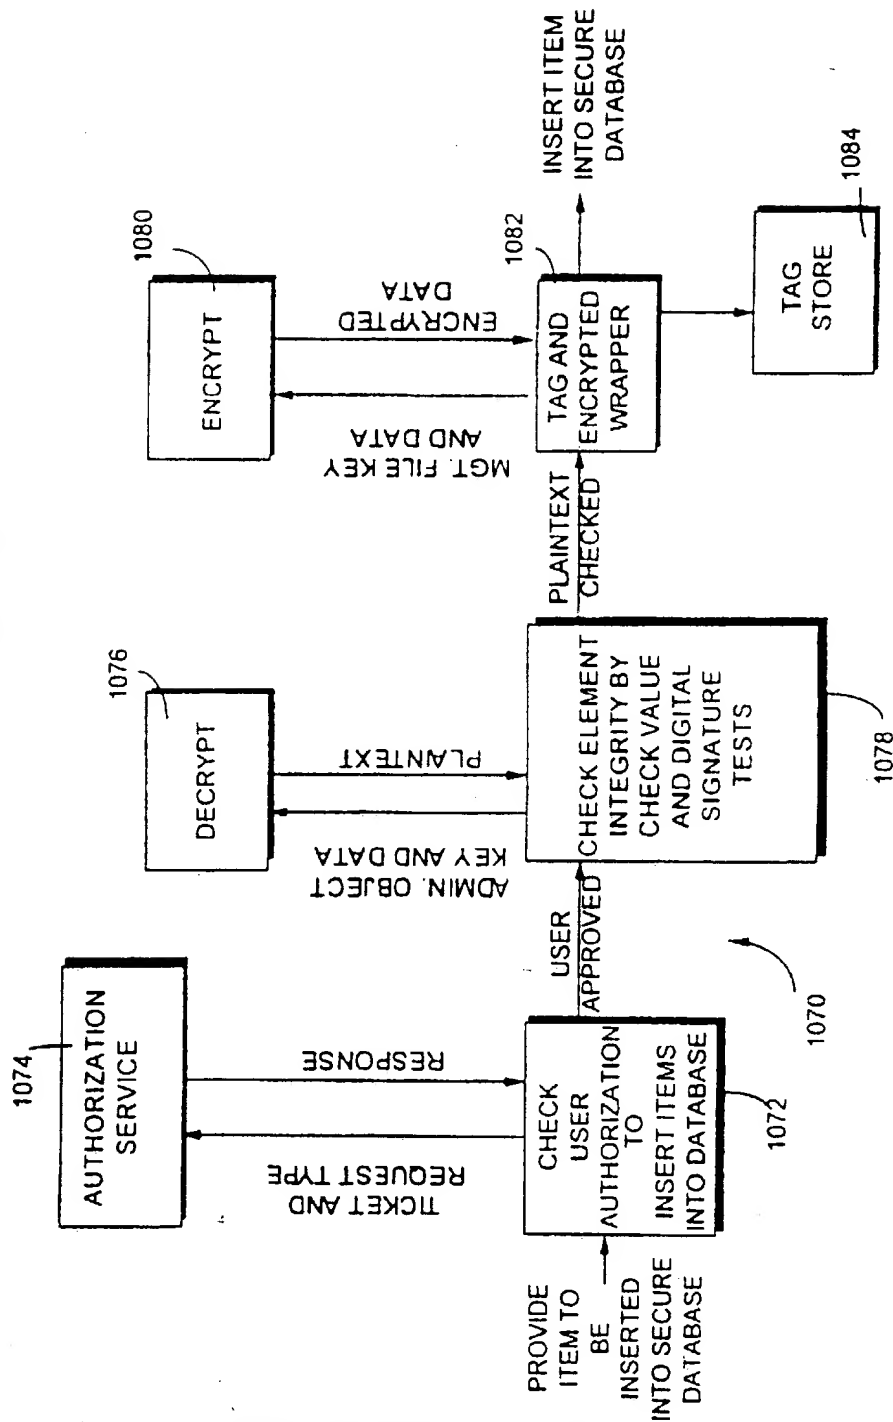 1074
AUTHORIZATION
SERVICE
TICKET AND
REQUEST TYPE
RESPONSE
PROVIDE
ITEM TO
BE
INSERTED
INTO SECURE
DATABASE
CHECK
USER
AUTHORIZATION
TO
INSERT ITEMS
INTO DATABASE
1072
USER
APPROVED
1070
1076
DECRYPT
ADMIN. OBJECT
KEY AND DATA
PLAINTEXT
CHECK ELEMENT
INTEGRITY BY
CHECK VALUE
AND DIGITAL
SIGNATURE
TESTS
1078
PLAINTEXT
CHECKED
1080
ENCRYPT
MGT. FILE KEY
AND DATA
ENCRYPTED
DATA
1082
TAG AND
ENCRYPTED
WRAPPER
INSERT ITEM
INTO SECURE
DATABASE
TAG
STORE
1084